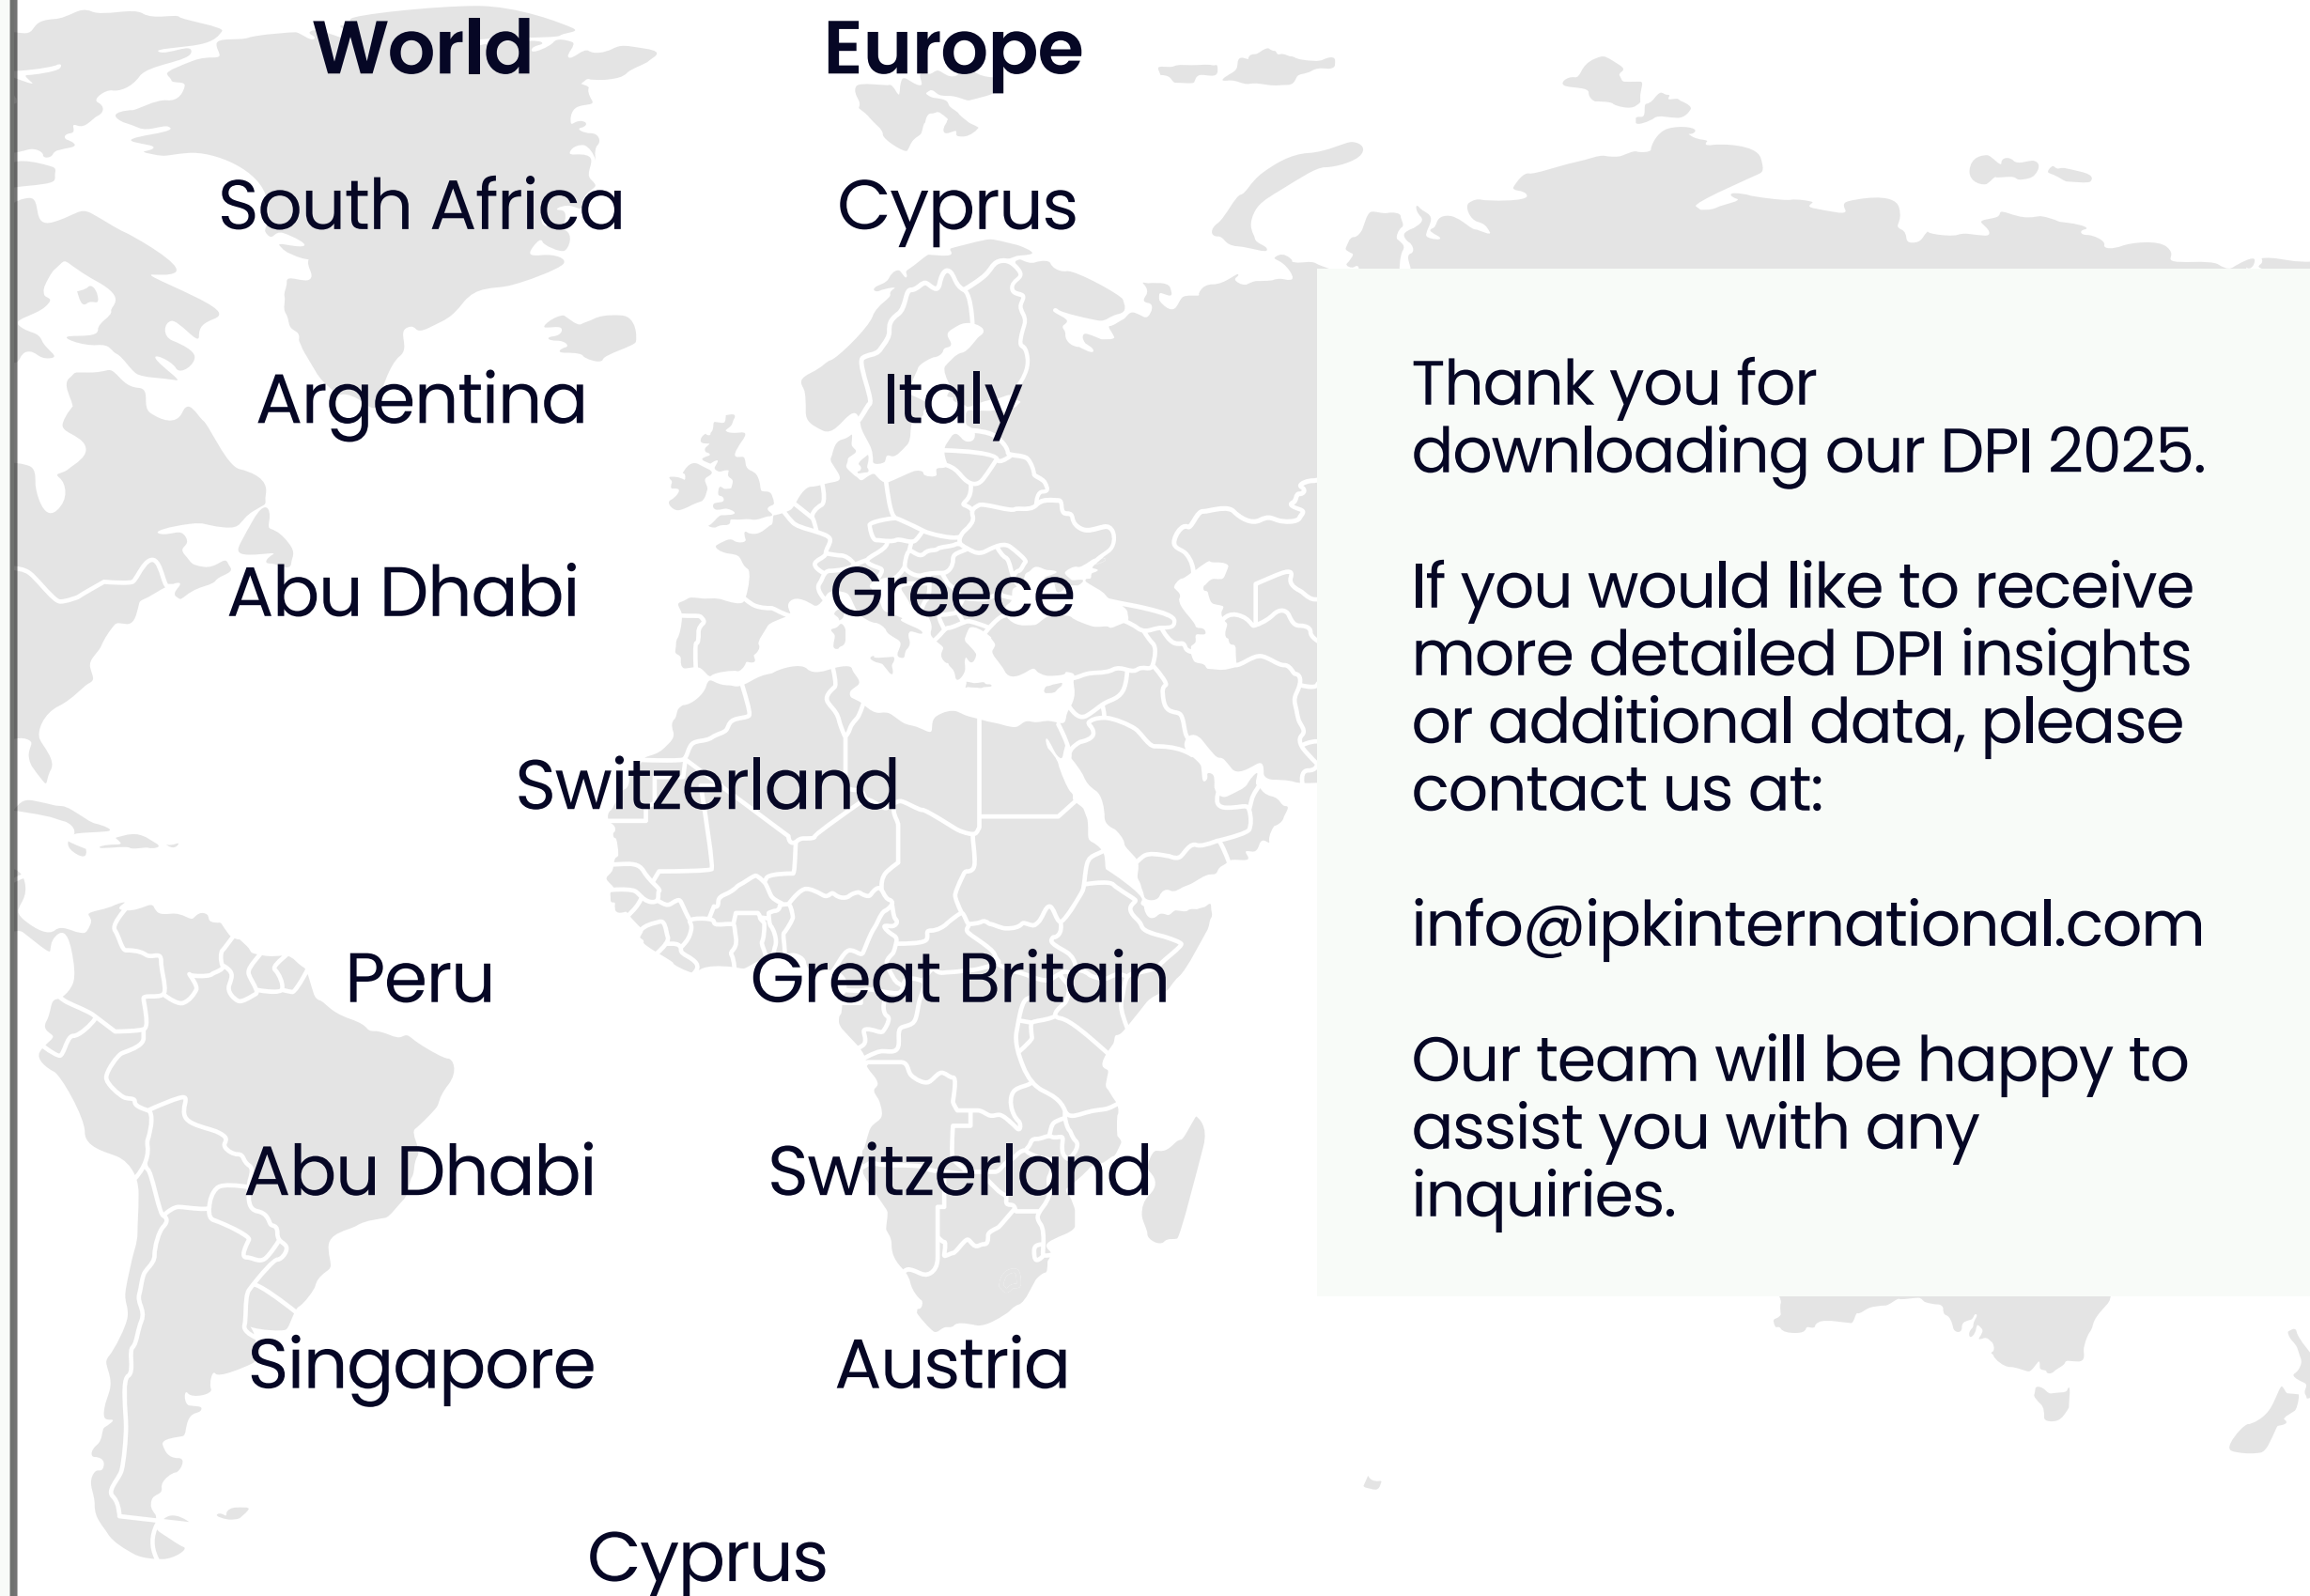 World Europe
South Africa Cyprus
Argentina Italy
Abu Dhabi Greece
Switzerland
Peru Great Britain
Abu Dhabi Switzerland
Singapore Austria
Cyprus
Thank you for
downloading our DPI 2025.
If you would like to receive
more detailed DPI insights
or additional data, please
contact us at:
info@ipkinternational.com
Our team will be happy to
assist you with any
inquiries.